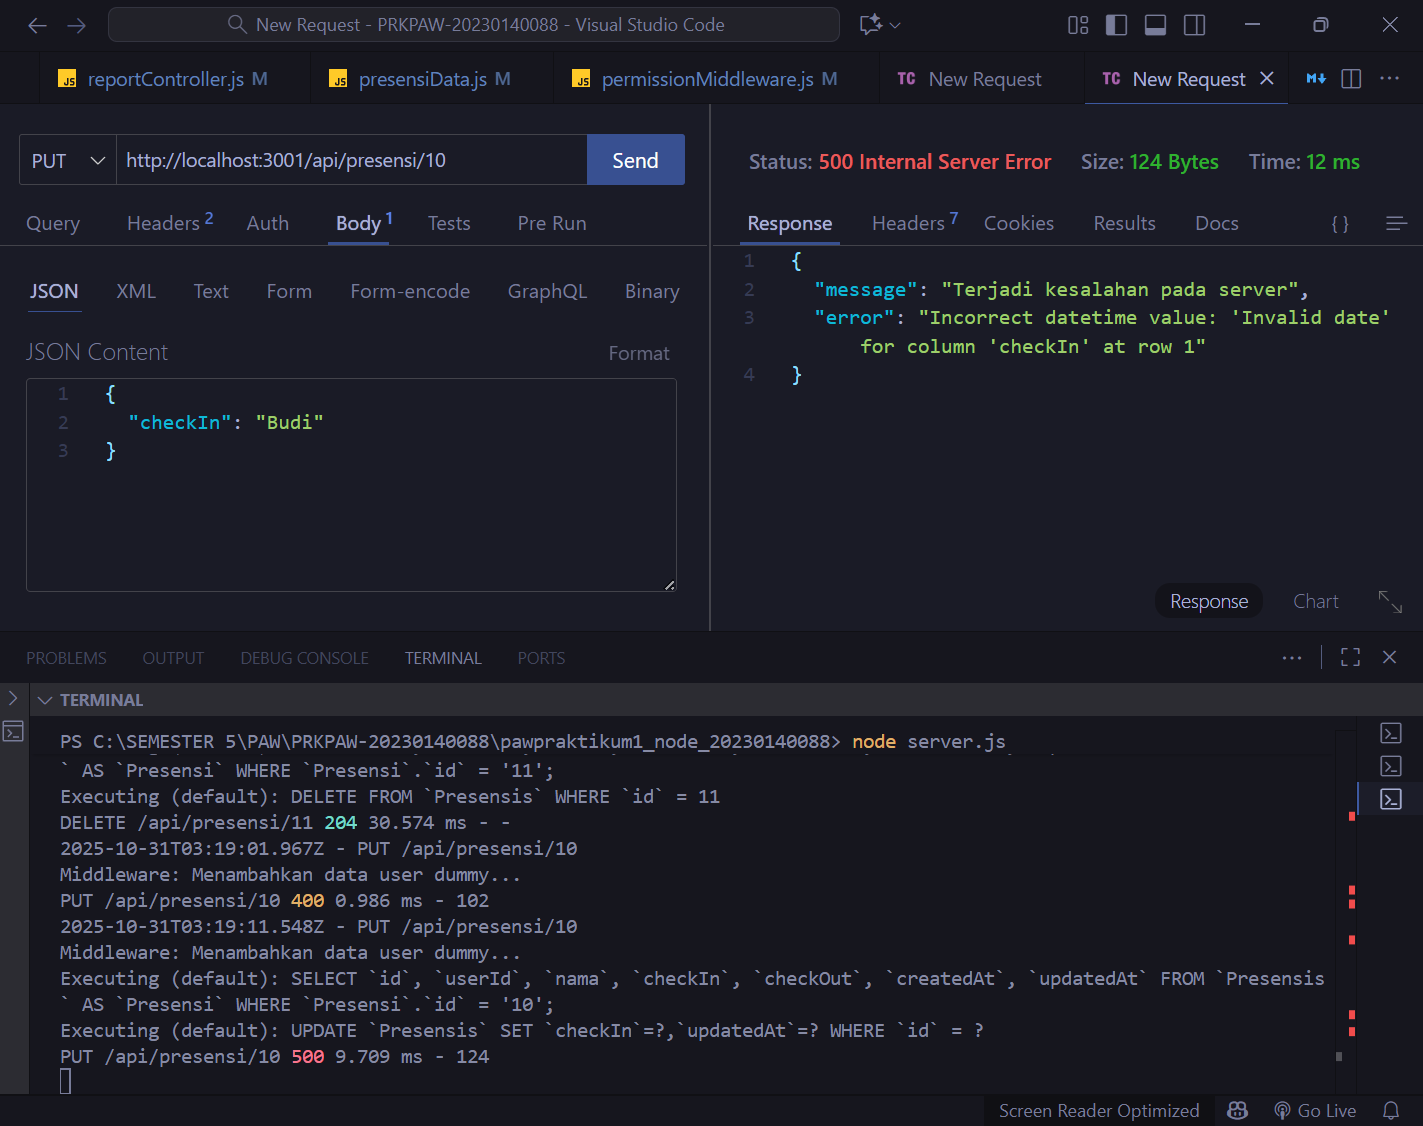 New Request - PRKPAW-20230140088 - Visual Studio Code
JS reportController.js M
JS presensiData.js M
JS permissionMiddleware.js M
TC New Request
TC New Request
PUT
http://localhost:3001/api/presensi/10
Send
Status: 500 Internal Server Error Size: 124 Bytes Time: 12 ms
Query Headers 2 Auth Body 1 Tests Pre Run
Response Headers 7 Cookies Results Docs { }
JSON XML Text Form Form-encode GraphQL Binary
JSON Content
Format
1 {
2 "checkIn": "Budi"
3 }
1 {
2 "message": "Terjadi kesalahan pada server",
3 "error": "Incorrect datetime value: 'Invalid date'
for column 'checkIn' at row 1"
4 }
Response Chart
PROBLEMS OUTPUT DEBUG CONSOLE TERMINAL PORTS
TERMINAL
PS C:\SEMESTER 5\PAW\PRKPAW-20230140088\pawpraktikum1_node_20230140088> node server.js
` AS `Presensi` WHERE `Presensi`.`id` = '11';
Executing (default): DELETE FROM `Presensis` WHERE `id` = 11
DELETE /api/presensi/11 204 30.574 ms - -
2025-10-31T03:19:01.967Z - PUT /api/presensi/10
Middleware: Menambahkan data user dummy...
PUT /api/presensi/10 400 0.986 ms - 102
2025-10-31T03:19:11.548Z - PUT /api/presensi/10
Middleware: Menambahkan data user dummy...
Executing (default): SELECT `id`, `userId`, `nama`, `checkIn`, `checkOut`, `createdAt`, `updatedAt` FROM `Presensis
` AS `Presensi` WHERE `Presensi`.`id` = '10';
Executing (default): UPDATE `Presensis` SET `checkIn`=?,`updatedAt`=? WHERE `id` = ?
PUT /api/presensi/10 500 9.709 ms - 124
Screen Reader Optimized Go Live